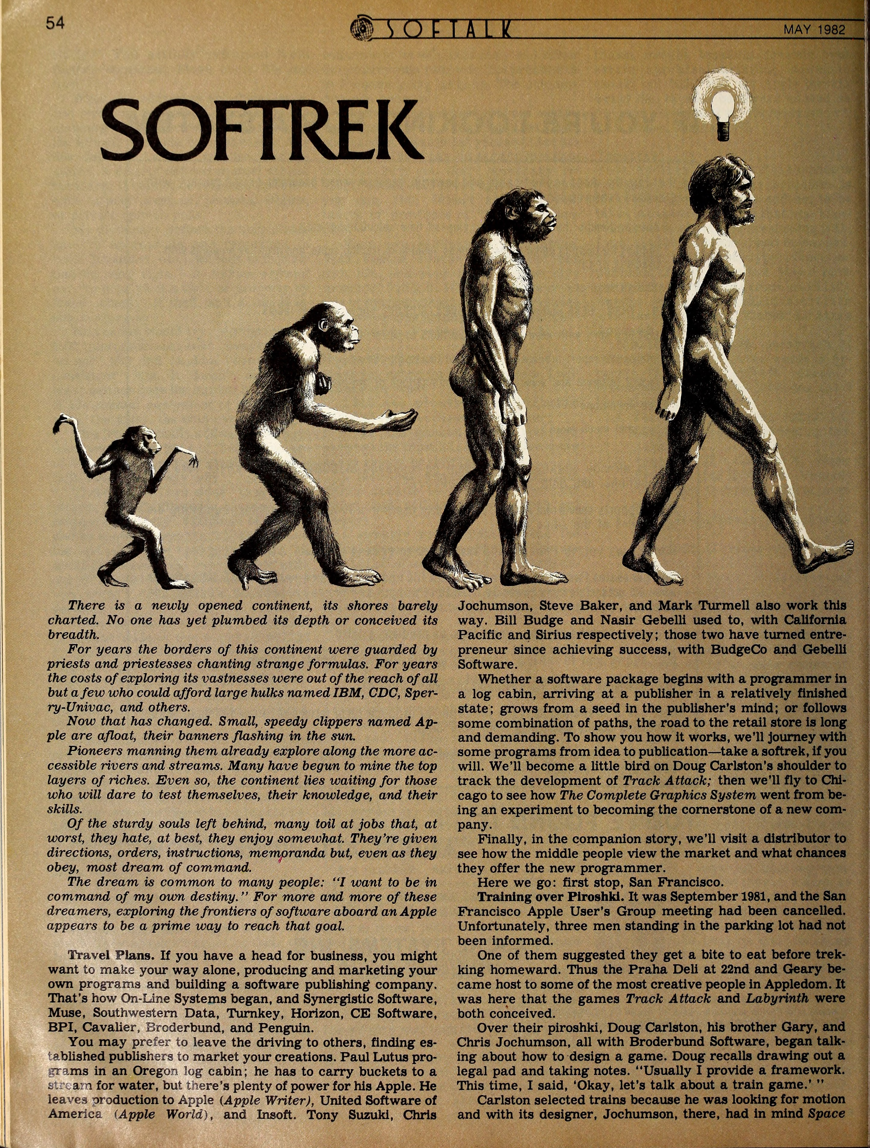 54
SOFTALK
MAY 1982
SOFTREK
There is a newly opened continent, its shores barely
charted. No one has yet plumbed its depth or conceived its
breadth.
For years the borders of this continent were guarded by
priests and priestesses chanting strange formulas. For years
the costs of exploring its vastnesses were out of the reach of all
but a few who could afford large hulks named IBM, CDC, Sper-
ry-Univac, and others.
Now that has changed. Small, speedy clippers named Ap-
ple are afloat, their banners flashing in the sun.
Pioneers manning them already explore along the more ac-
cessible rivers and streams. Many have begun to mine the top
layers of riches. Even so, the continent lies waiting for those
who will dare to test themselves, their knowledge, and their
skills.
Of the sturdy souls left behind, many toil at jobs that, at
worst, they hate, at best, they enjoy somewhat. They're given
directions, orders, instructions, memoranda but, even as they
obey, most dream of command.
The dream is common to many people: "I want to be in
command of my own destiny." For more and more of these
dreamers, exploring the frontiers of software aboard an Apple
appears to be a prime way to reach that goal.
Travel Plans. If you have a head for business, you might
want to make your way alone, producing and marketing your
own programs and building a software publishing company.
That's how On-Line Systems began, and Synergistic Software,
Muse, Southwestern Data, Turnkey, Horizon, CE Software,
BPI, Cavalier, Broderbund, and Penguin.
You may prefer to leave the driving to others, finding es-
tablished publishers to market your creations. Paul Lutus pro-
grams in an Oregon log cabin; he has to carry buckets to a
stream for water, but there's plenty of power for his Apple. He
leaves production to Apple (Apple Writer), United Software of
America (Apple World), and Insoft. Tony Suzuki, Chris
Jochumson, Steve Baker, and Mark Turmell also work this
way. Bill Budge and Nasir Gebelli used to, with California
Pacific and Sirius respectively; those two have turned entre-
preneur since achieving success, with BudgeCo and Gebelli
Software.
Whether a software package begins with a programmer in
a log cabin, arriving at a publisher in a relatively finished
state; grows from a seed in the publisher's mind; or follows
some combination of paths, the road to the retail store is long
and demanding. To show you how it works, we'll journey with
some programs from idea to publication—take a softrek, if you
will. We'll become a little bird on Doug Carlston's shoulder to
track the development of Track Attack; then we'll fly to Chi-
cago to see how The Complete Graphics System went from be-
ing an experiment to becoming the cornerstone of a new com-
pany.
Finally, in the companion story, we'll visit a distributor to
see how the middle people view the market and what chances
they offer the new programmer.
Here we go: first stop, San Francisco.
Training over Piroshki. It was September 1981, and the San
Francisco Apple User's Group meeting had been cancelled.
Unfortunately, three men standing in the parking lot had not
been informed.
One of them suggested they get a bite to eat before trek-
king homeward. Thus the Praha Deli at 22nd and Geary be-
came host to some of the most creative people in Appledom. It
was here that the games Track Attack and Labyrinth were
both conceived.
Over their piroshki, Doug Carlston, his brother Gary, and
Chris Jochumson, all with Broderbund Software, began talk-
ing about how to design a game. Doug recalls drawing out a
legal pad and taking notes. "Usually I provide a framework.
This time, I said, 'Okay, let's talk about a train game.' "
Carlston selected trains because he was looking for motion
and with its designer, Jochumson, there, had in mind Space